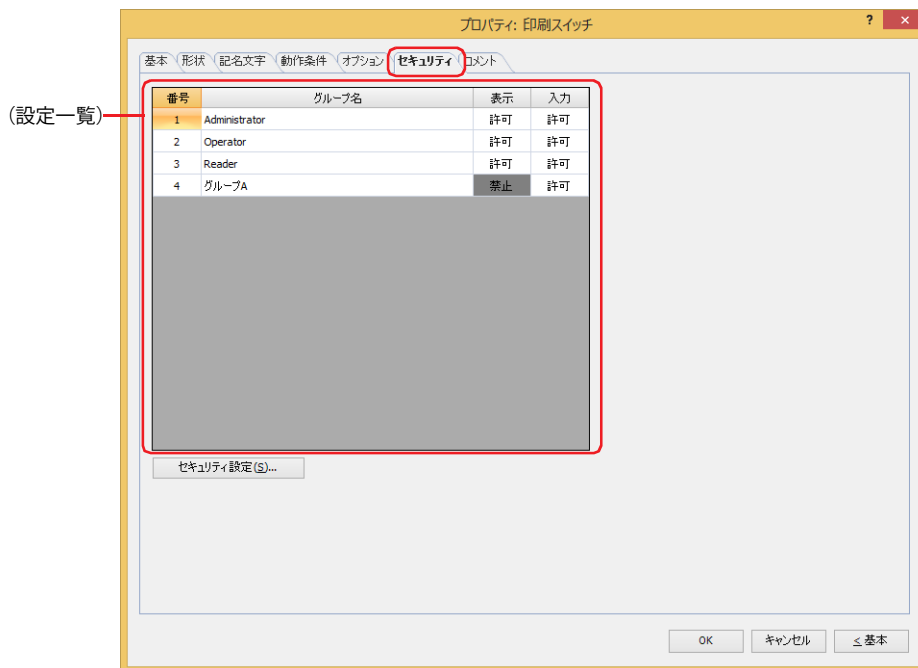 プロパティ: 印刷スイッチ
? ×
基本 形状 記名文字 動作条件 オプション セキュリティ コメント
(設定一覧)
番号 グループ名 表示 入力
1 Administrator 許可 許可
2 Operator 許可 許可
3 Reader 許可 許可
4 グループA 禁止 許可
セキュリティ設定(S)...
OK キャンセル <基本